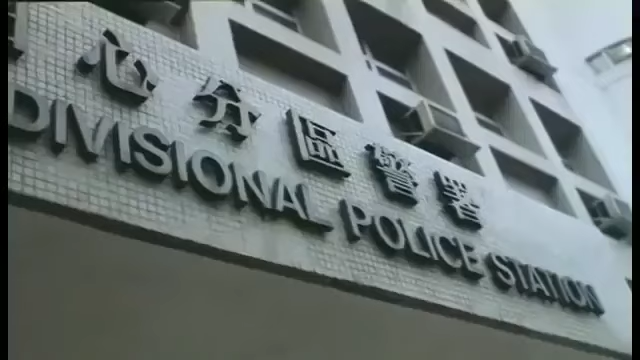 心分區警署
DIVISIONAL POLICE STATION